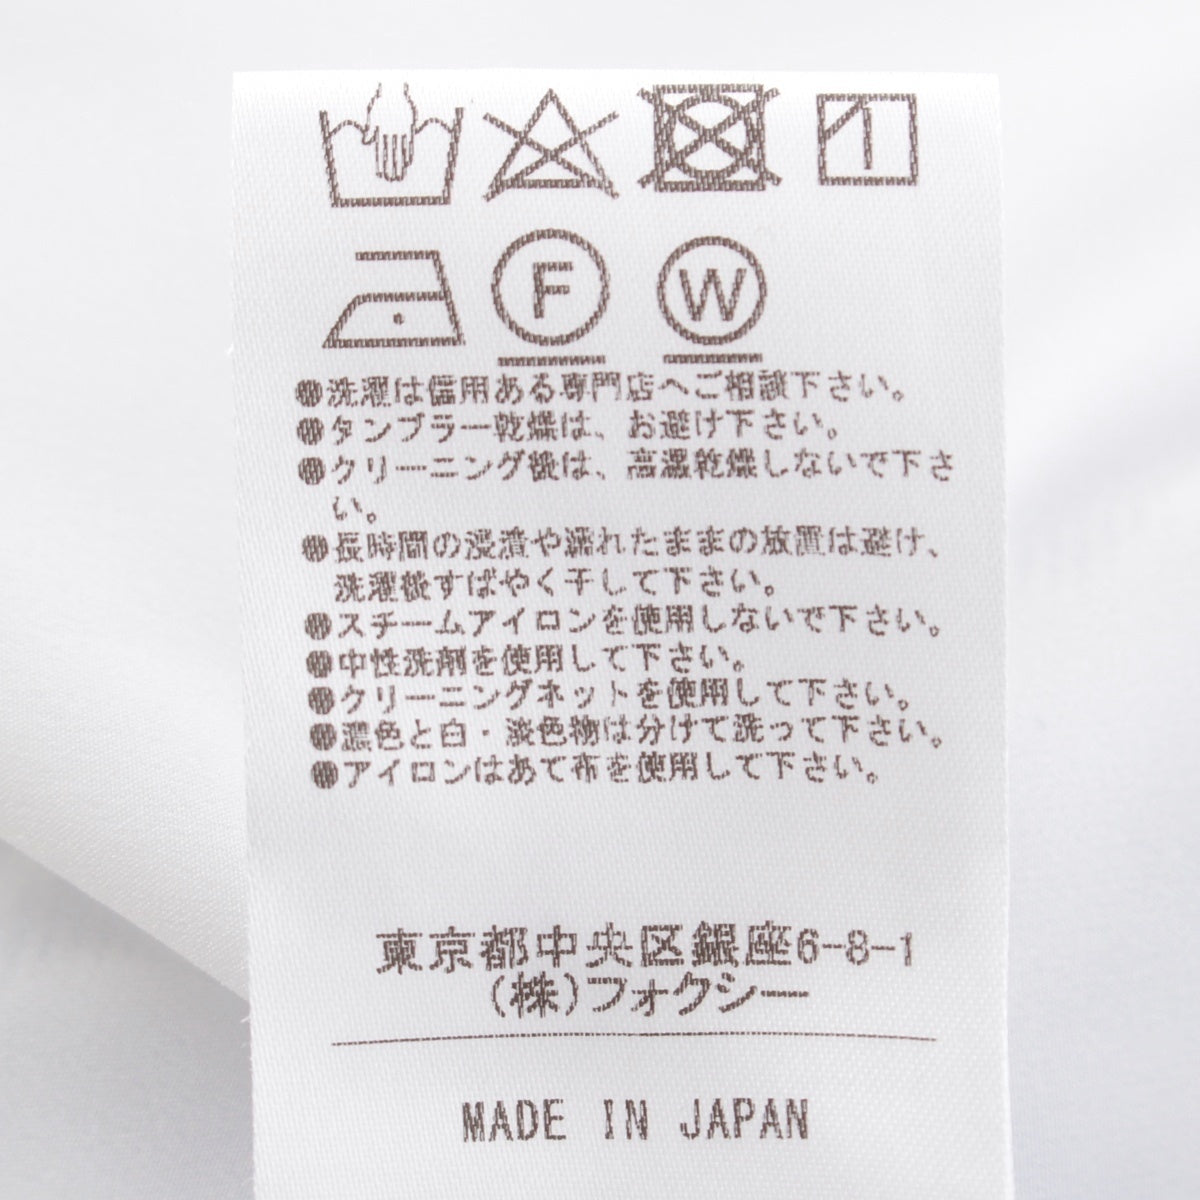 F W
●洗濯は信用ある専門店へご相談下さい。
●タンブラー乾燥は、お避け下さい。
●クリーニング後は、高温乾燥しないで下さ
い。
●長時間の浸漬や濡れたままの放置は避け、
洗濯後すばやく干して下さい。
●スチームアイロンを使用しないで下さい。
●中性洗剤を使用して下さい。
●クリーニングネットを使用して下さい。
●濃色と白・淡色物は分けて洗って下さい。
●アイロンはあて布を使用して下さい。
東京都中央区銀座6-8-1
(株)フォクシー
MADE IN JAPAN